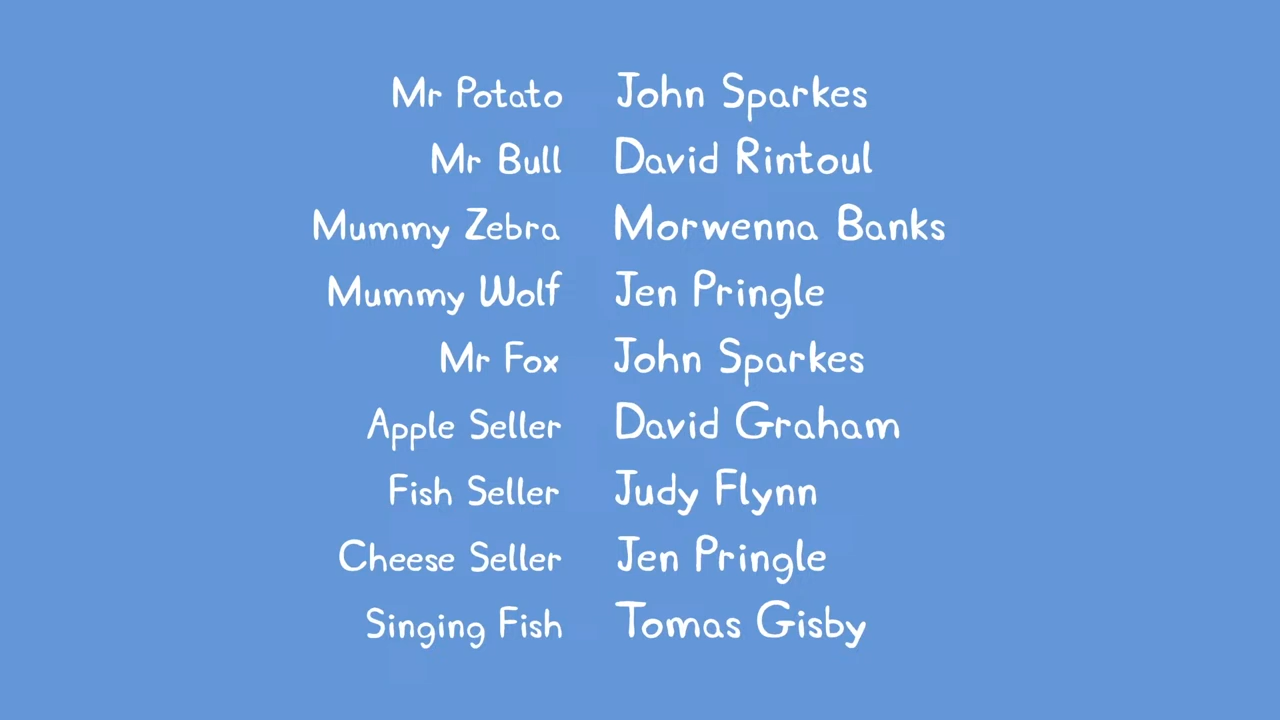 Mr Potato John Sparkes
Mr Bull David Rintoul
Mummy Zebra Morwenna Banks
Mummy Wolf Jen Pringle
Mr Fox John Sparkes
Apple Seller David Graham
Fish Seller Judy Flynn
Cheese Seller Jen Pringle
Singing Fish Tomas Gisby